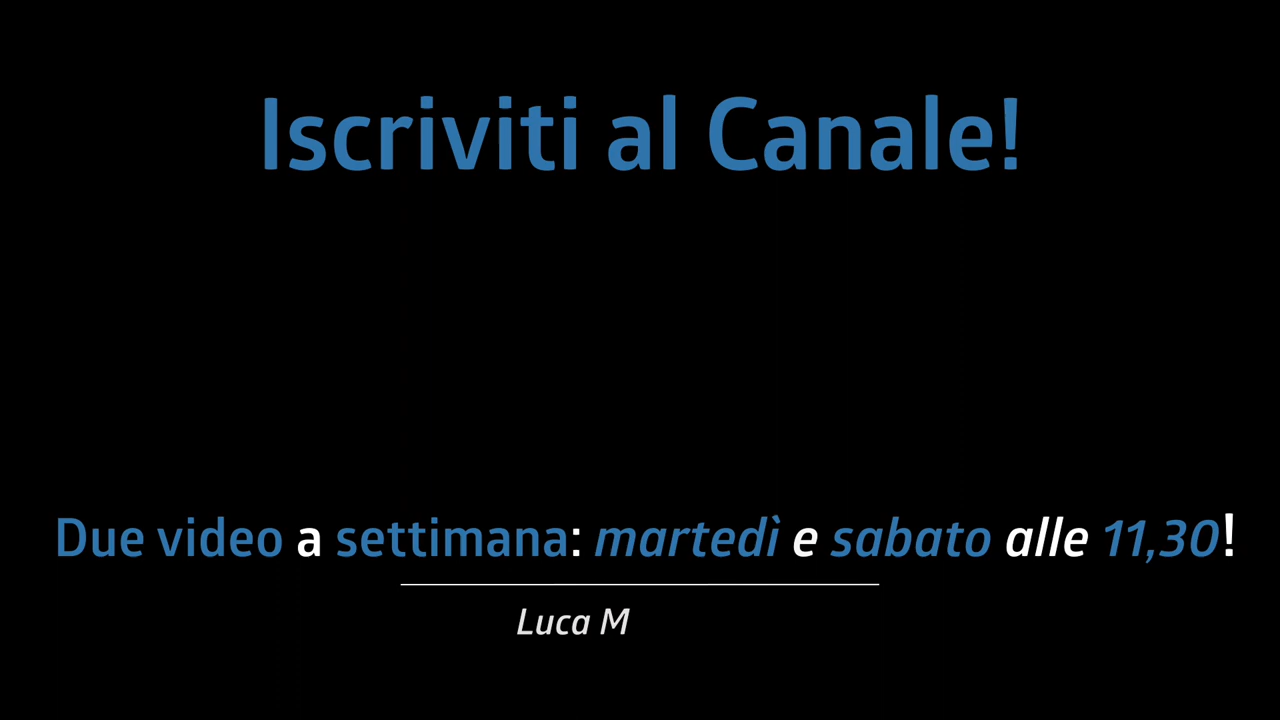 Iscriviti al Canale!
Due video a settimana: martedì e sabato alle 11,30!
Luca M